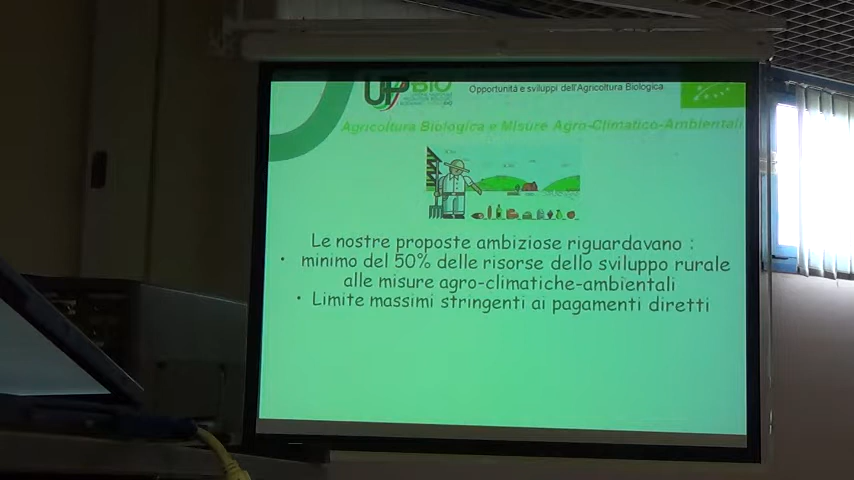 UPBIO
Opportunità e sviluppi dell'Agricoltura Biologica
Agricoltura Biologica e Misure Agro-Climatico-Ambientali
Le nostre proposte ambiziose riguardavano :
• minimo del 50% delle risorse dello sviluppo rurale
alle misure agro-climatiche-ambientali
• Limite massimi stringenti ai pagamenti diretti